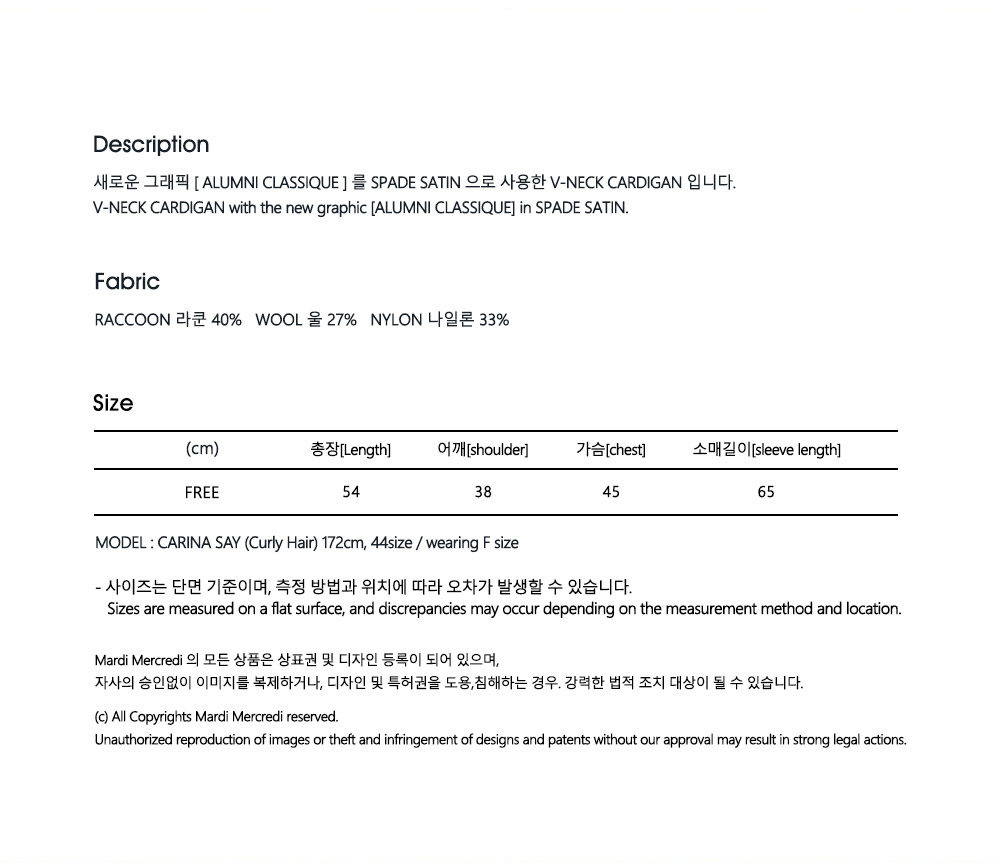 Description
새로운 그래픽 [ ALUMNI CLASSIQUE ] 를 SPADE SATIN 으로 사용한 V-NECK CARDIGAN 입니다.
V-NECK CARDIGAN with the new graphic [ALUMNI CLASSIQUE] in SPADE SATIN.
Fabric
RACCOON 라쿤 40% WOOL 울 27% NYLON 나일론 33%
Size
(cm) 총장[Length] 어깨[shoulder] 가슴[chest] 소매길이[sleeve length]
FREE 54 38 45 65
MODEL : CARINA SAY (Curly Hair) 172cm, 44size / wearing F size
- 사이즈는 단면 기준이며, 측정 방법과 위치에 따라 오차가 발생할 수 있습니다.
Sizes are measured on a flat surface, and discrepancies may occur depending on the measurement method and location.
Mardi Mercredi 의 모든 상품은 상표권 및 디자인 등록이 되어 있으며,
자사의 승인없이 이미지를 복제하거나, 디자인 및 특허권을 도용,침해하는 경우. 강력한 법적 조치 대상이 될 수 있습니다.
(c) All Copyrights Mardi Mercredi reserved.
Unauthorized reproduction of images or theft and infringement of designs and patents without our approval may result in strong legal actions.